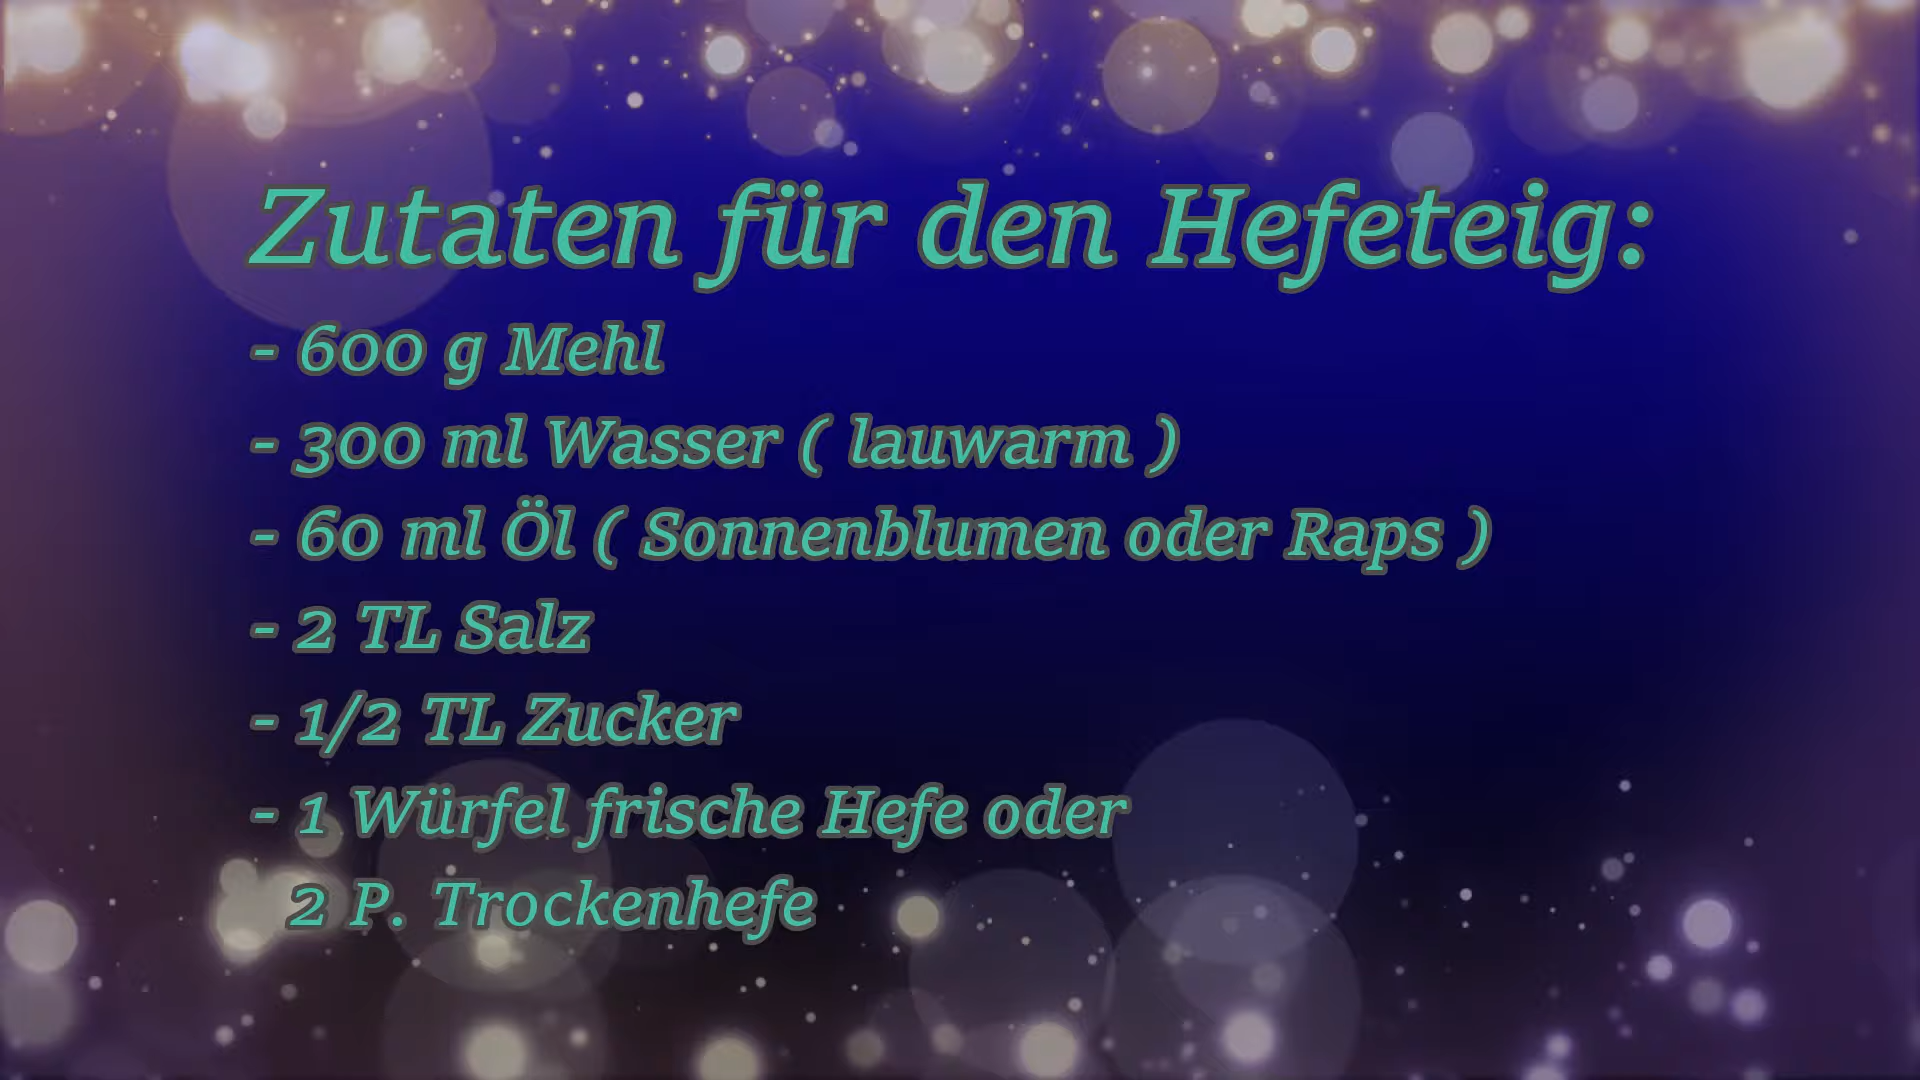 Zutaten für den Hefeteig:
- 600 g Mehl
- 300 ml Wasser ( lauwarm )
- 60 ml Öl ( Sonnenblumen oder Raps )
- 2 TL Salz
- 1/2 TL Zucker
- 1 Würfel frische Hefe oder
2 P. Trockenhefe